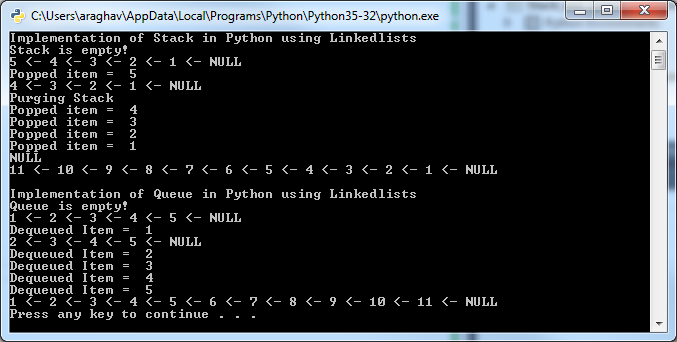 C:\Users\araghav\AppData\Local\Programs\Python\Python35-32\python.exe
Implementation of Stack in Python using Linkedlists
Stack is empty!
5 <- 4 <- 3 <- 2 <- 1 <- NULL
Popped item =  5
4 <- 3 <- 2 <- 1 <- NULL
Purging Stack
Popped item =  4
Popped item =  3
Popped item =  2
Popped item =  1
NULL
11 <- 10 <- 9 <- 8 <- 7 <- 6 <- 5 <- 4 <- 3 <- 2 <- 1 <- NULL
Implementation of Queue in Python using Linkedlists
Queue is empty!
1 <- 2 <- 3 <- 4 <- 5 <- NULL
Dequeued Item =  1
2 <- 3 <- 4 <- 5 <- NULL
Dequeued Item =  2
Dequeued Item =  3
Dequeued Item =  4
Dequeued Item =  5
1 <- 2 <- 3 <- 4 <- 5 <- 6 <- 7 <- 8 <- 9 <- 10 <- 11 <- NULL
Press any key to continue . . .